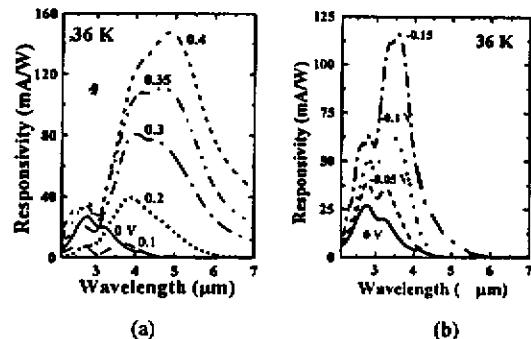 160
120
80
40
0
Responsivity (mA/W)
36 K
0.4
0.35
0.3
0.2
0 V
0.1
2 3 4 5 6 7
Wavelength (μm)
(a)
125
100
75
50
25
0
Responsivity (mA/W)
36 K
-0.15
-0.1 V
-0.05 V
0 V
3 4 5 6 7
Wavelength ( μm)
(b)